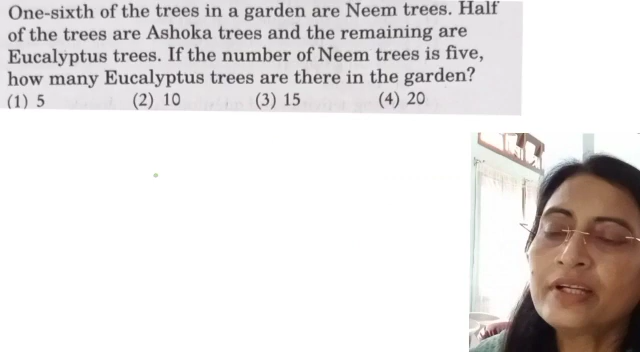 One-sixth of the trees in a garden are Neem trees. Half
of the trees are Ashoka trees and the remaining are
Eucalyptus trees. If the number of Neem trees is five,
how many Eucalyptus trees are there in the garden?
(1) 5 (2) 10 (3) 15 (4) 20